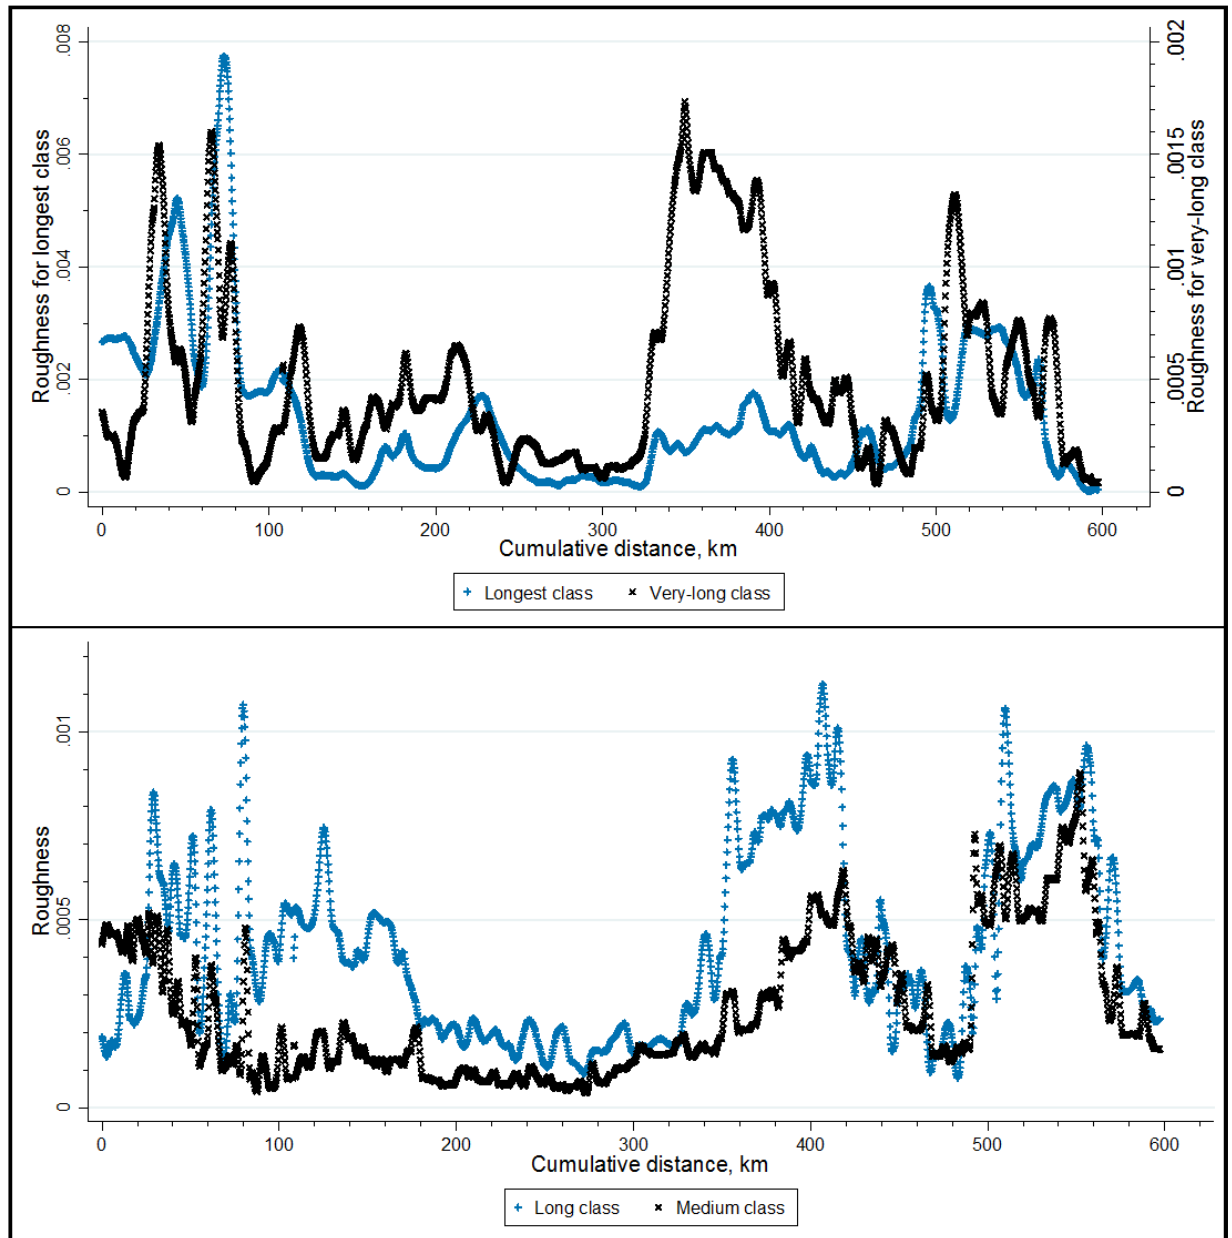 Roughness for longest class
0
.002
.004
.006
.008
Roughness for very-long class
0
.0005
.001
.0015
.002
0 100 200 300 400 500 600
Cumulative distance, km
+ Longest class × Very-long class
Roughness
0
.0005
.001
0 100 200 300 400 500 600
Cumulative distance, km
+ Long class × Medium class